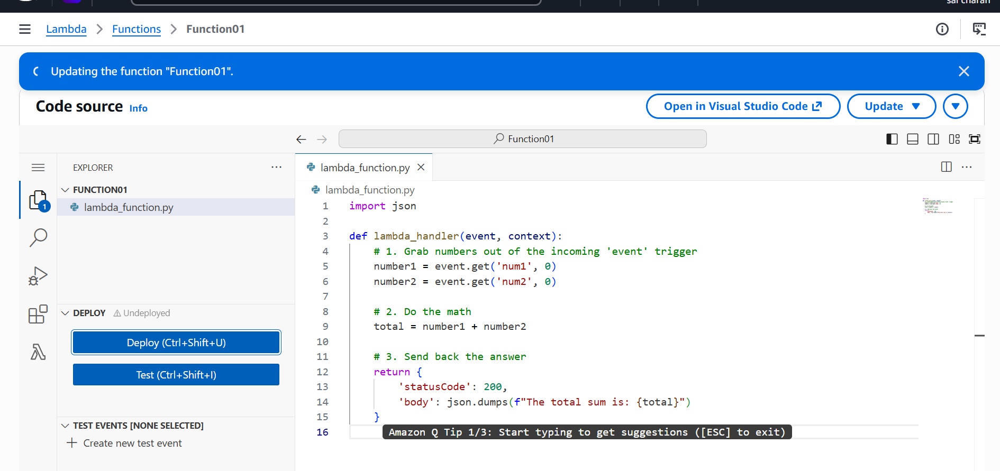 sai charan
Lambda > Functions > Function01
Updating the function "Function01".
Code source Info
Open in Visual Studio Code
Update
Function01
EXPLORER
lambda_function.py
FUNCTION01
lambda_function.py
1
lambda_function.py
1 import json
2
3 def lambda_handler(event, context):
4     # 1. Grab numbers out of the incoming 'event' trigger
5     number1 = event.get('num1', 0)
6     number2 = event.get('num2', 0)
7
8     # 2. Do the math
9     total = number1 + number2
10
11     # 3. Send back the answer
12     return {
13         'statusCode': 200,
14         'body': json.dumps(f"The total sum is: {total}")
15     }
16     Amazon Q Tip 1/3: Start typing to get suggestions ([ESC] to exit)
DEPLOY Undeployed
Deploy (Ctrl+Shift+U)
Test (Ctrl+Shift+I)
TEST EVENTS [NONE SELECTED]
Create new test event